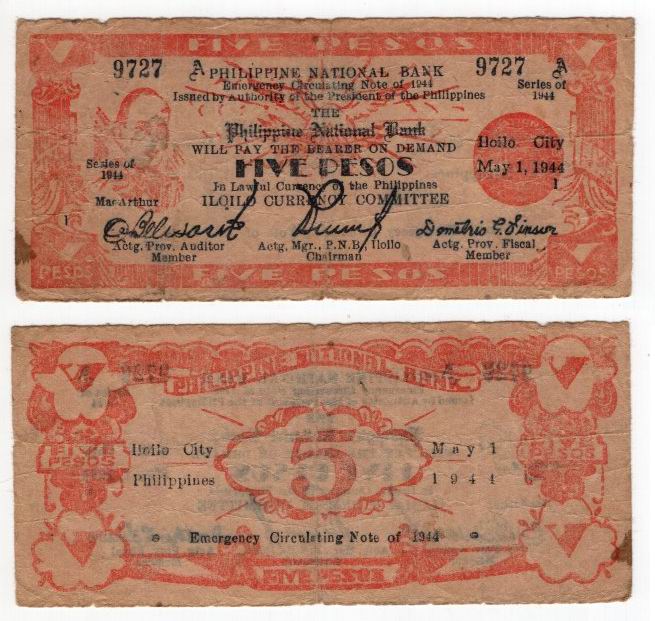 FIVE PESOS
9727 A PHILIPPINE NATIONAL BANK 9727 A
Emergency Circulating Note of 1944
Series of
1944
Issued by Authority of the President of the Philippines
THE
Philippine National Bank
WILL PAY THE BEARER ON DEMAND
FIVE PESOS
In Lawful Currency of the Philippines
ILOILO CURRENCY COMMITTEE
Iloilo City
May 1, 1944
1
Series of
1944
MacArthur
1
Demetrio G. Vinson
Actg. Prov. Auditor
Member
Actg. Mgr., P.N.B, Iloilo
Chairman
Actg. Prov. Fiscal
Member
PESOS FIVE PESOS PESOS
PHILIPPINE NATIONAL BANK
FIVE
PESOS
Iloilo City
Philippines
5
May 1
1944
FIVE
PESOS
Emergency Circulating Note of 1944
FIVE PESOS